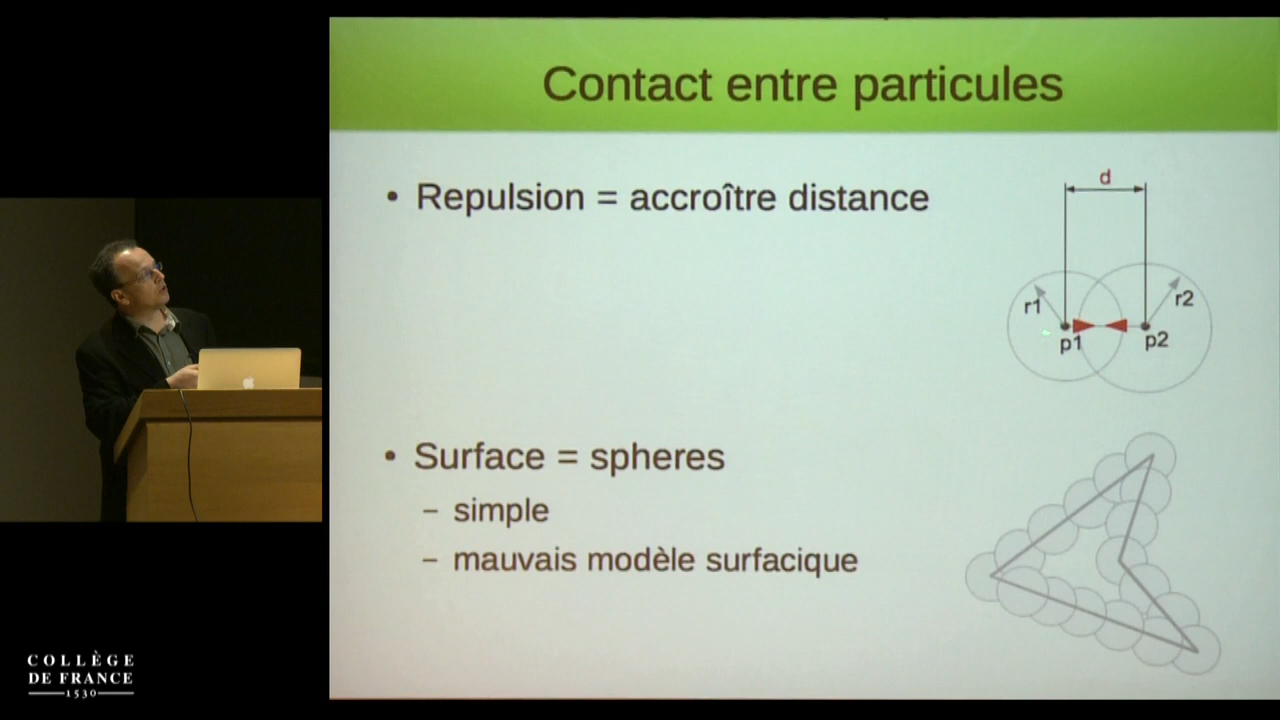 Contact entre particules
• Repulsion = accroître distance
d
r1
r2
p1
p2
• Surface = spheres
– simple
– mauvais modèle surfacique
COLLÈGE
DE FRANCE
1530